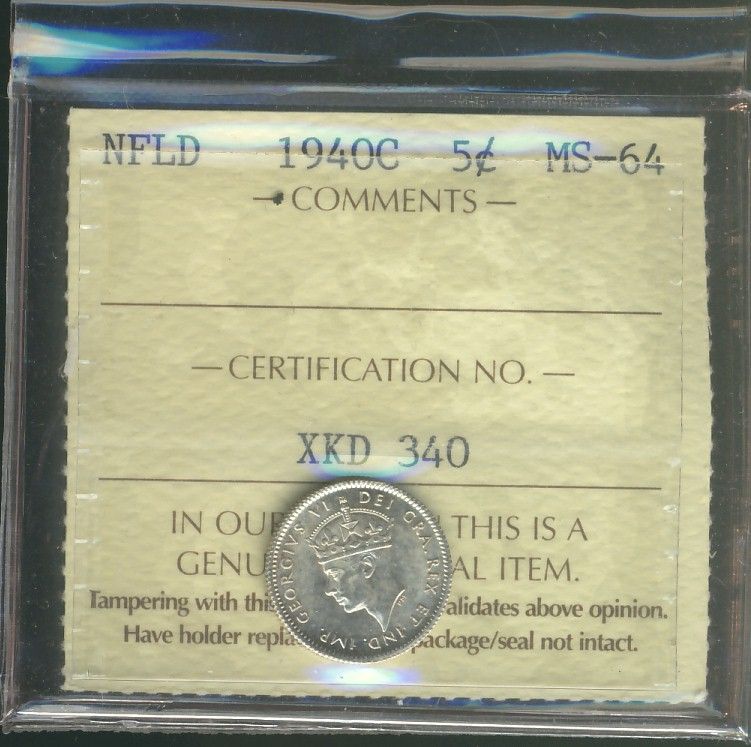 NFLD 1940C 5¢ MS-64
— COMMENTS —
— CERTIFICATION NO. —
XKD 340
IN OU THIS IS A
GENU AL ITEM.
Tampering with this alidates above opinion.
Have holder repla package/seal not intact.
GEORGIVS VI DEI GRA. REX ET IND. IMP.